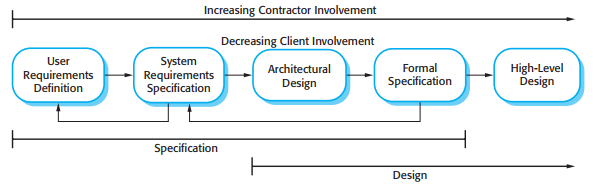 Increasing Contractor Involvement
Decreasing Client Involvement
User
Requirements
Definition
System
Requirements
Specification
Architectural
Design
Formal
Specification
High-Level
Design
Specification
Design